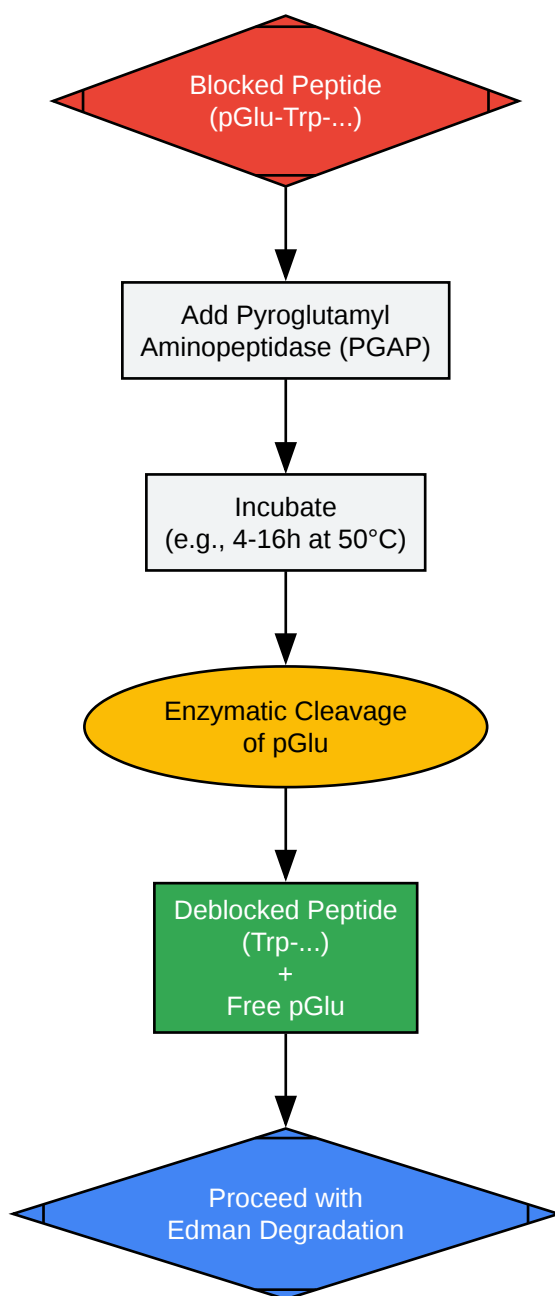 Blocked Peptide
(pGlu-Trp-...)
Add Pyroglutamyl
Aminopeptidase (PGAP)
Incubate
(e.g., 4-16h at 50°C)
Enzymatic Cleavage
of pGlu
Deblocked Peptide
(Trp-...)
+
Free pGlu
Proceed with
Edman Degradation